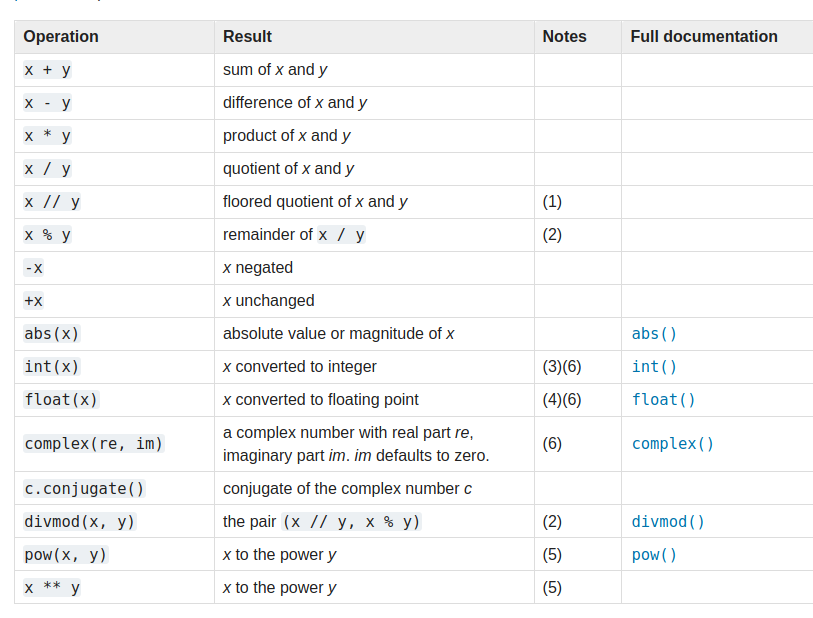 Operation Result Notes Full documentation
x + y sum of x and y
x - y difference of x and y
x * y product of x and y
x / y quotient of x and y
x // y floored quotient of x and y (1)
x % y remainder of x / y (2)
-x x negated
+x x unchanged
abs(x) absolute value or magnitude of x abs()
int(x) x converted to integer (3)(6) int()
float(x) x converted to floating point (4)(6) float()
complex(re, im) a complex number with real part re,
imaginary part im. im defaults to zero. (6) complex()
c.conjugate() conjugate of the complex number c
divmod(x, y) the pair (x // y, x % y) (2) divmod()
pow(x, y) x to the power y (5) pow()
x ** y x to the power y (5)